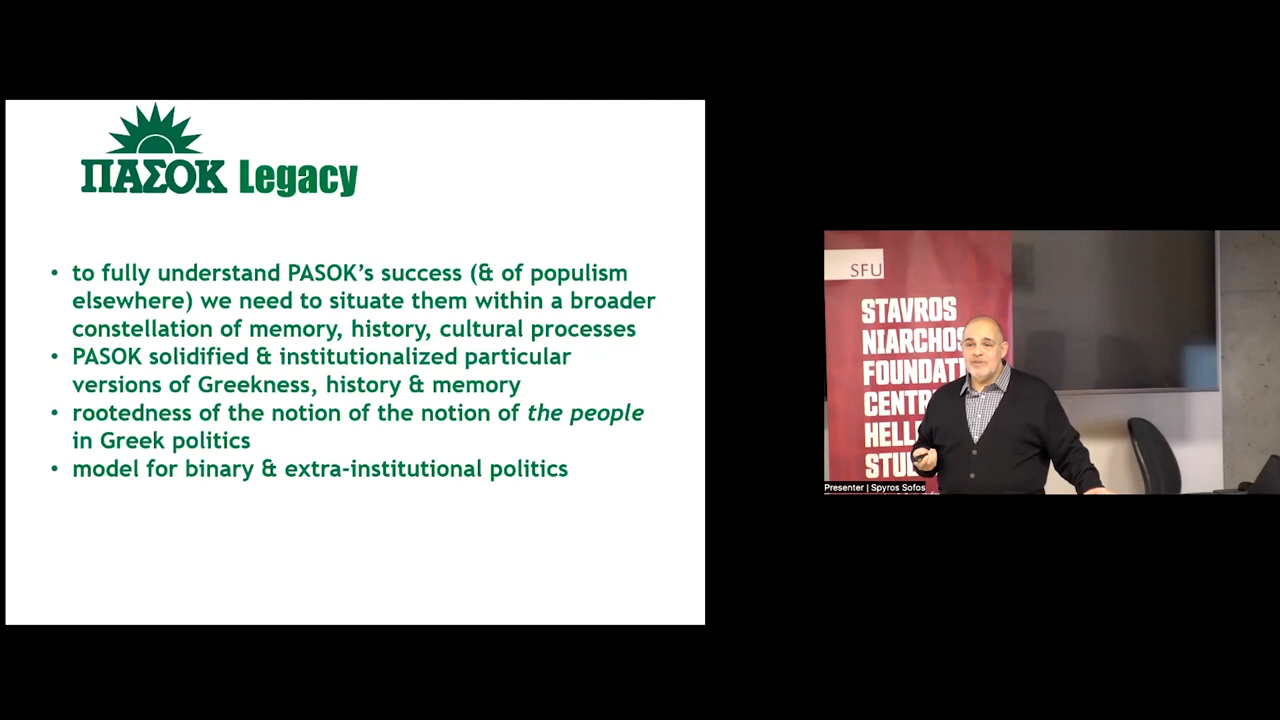 ΠΑΣΟΚ Legacy
• to fully understand PASOK's success (& of populism
elsewhere) we need to situate them within a broader
constellation of memory, history, cultural processes
• PASOK solidified & institutionalized particular
versions of Greekness, history & memory
• rootedness of the notion of the notion of the people
in Greek politics
• model for binary & extra-institutional politics
SFU
STAVROS
NIARCHOS
FOUNDATI
CENTR
HELL
STU
Presenter | Spyros Sofos